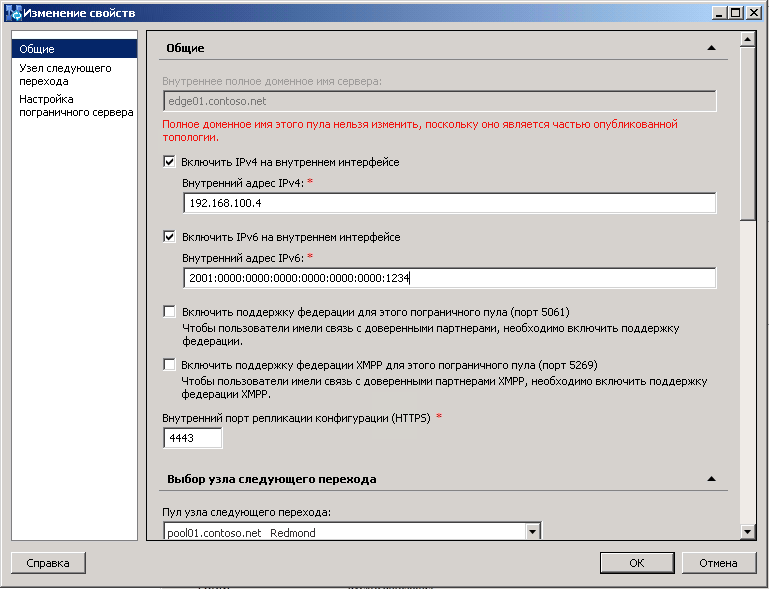 Изменение свойств
Общие
Узел следующего
перехода
Настройка
пограничного сервера
Общие
Внутреннее полное доменное имя сервера:
edge01.contoso.net
Полное доменное имя этого пула нельзя изменить, поскольку оно является частью опубликованной
топологии.
Включить IPv4 на внутреннем интерфейсе
Внутренний адрес IPv4: *
192.168.100.4
Включить IPv6 на внутреннем интерфейсе
Внутренний адрес IPv6: *
2001:0000:0000:0000:0000:0000:0000:1234
Включить поддержку федерации для этого пограничного пула (порт 5061)
Чтобы пользователи имели связь с доверенными партнерами, необходимо включить поддержку
федерации.
Включить поддержку федерации XMPP для этого пограничного пула (порт 5269)
Чтобы пользователи имели связь с доверенными партнерами XMPP, необходимо включить поддержку
федерации XMPP.
Внутренний порт репликации конфигурации (HTTPS) *
4443
Выбор узла следующего перехода
Пул узла следующего перехода:
pool01.contoso.net Redmond
Справка
OK
Отмена